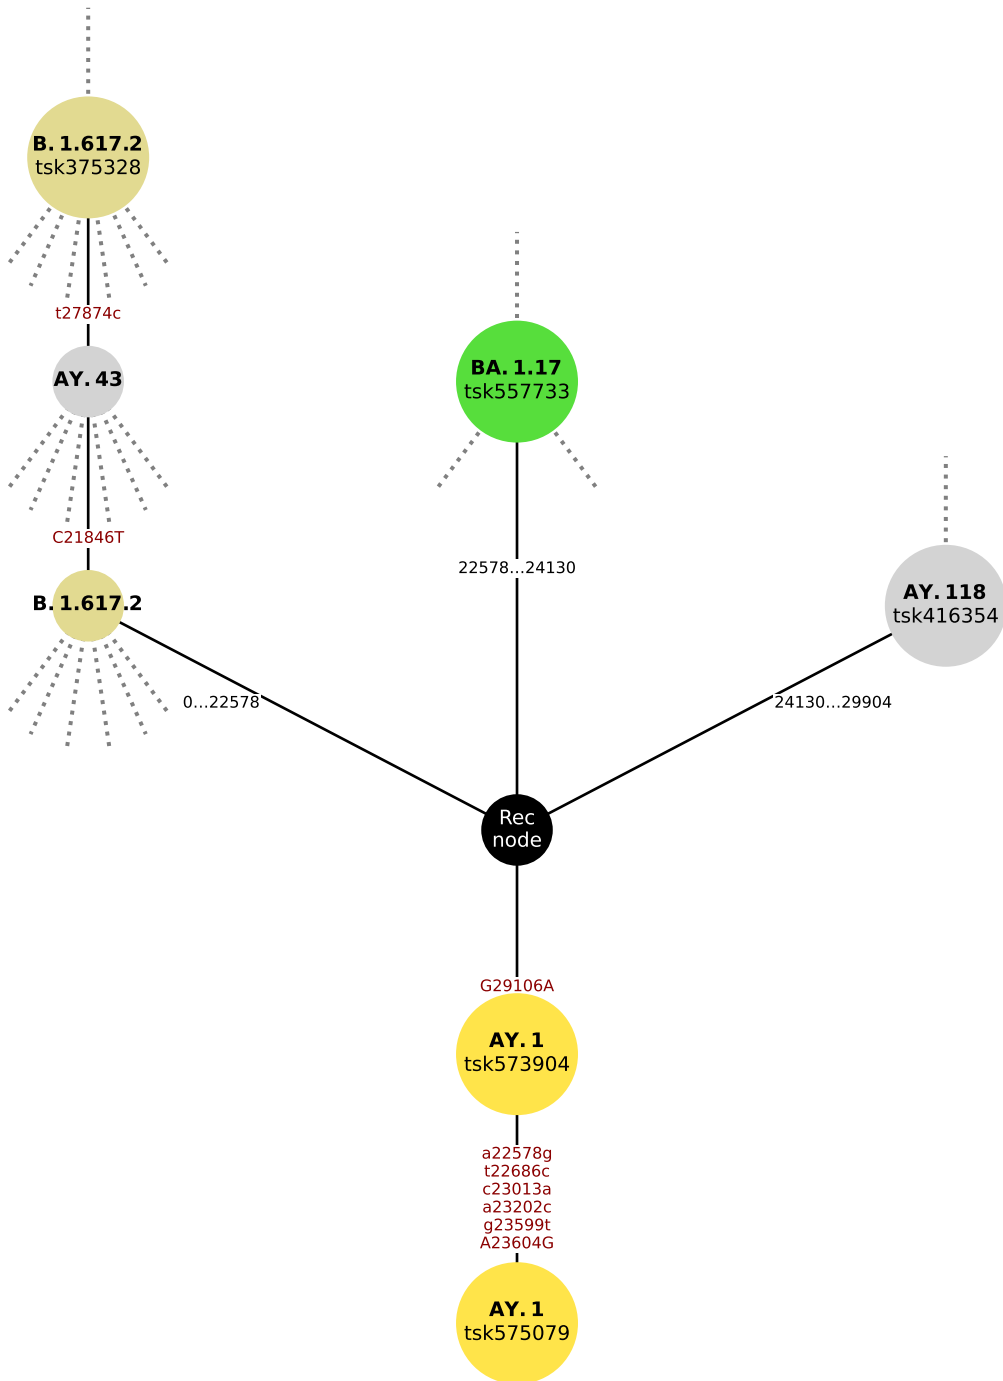 B.1.617.2
tsk375328
t27874c
AY.43
BA.1.17
tsk557733
C21846T
22578…24130
B.1.617.2
AY.118
tsk416354
0…22578
24130…29904
Rec
node
G29106A
AY.1
tsk573904
a22578g
t22686c
c23013a
a23202c
g23599t
A23604G
AY.1
tsk575079